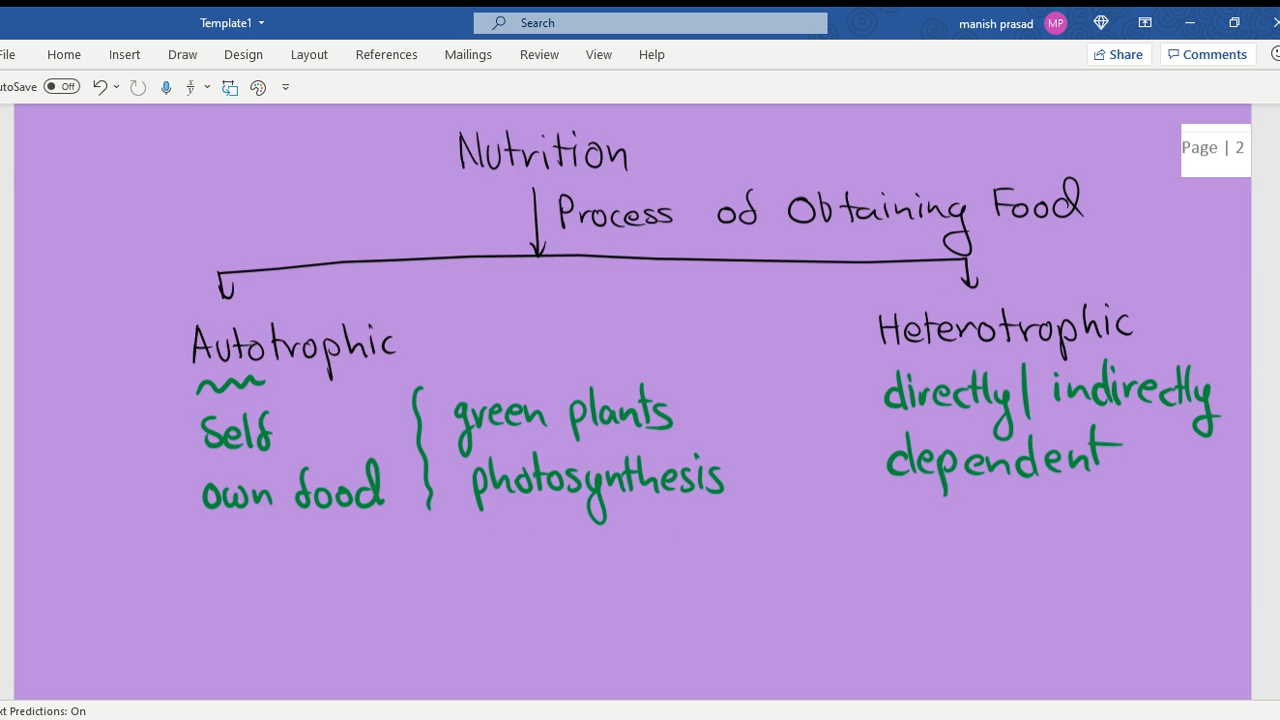 Template1
Search
manish prasad
MP
File Home Insert Draw Design Layout References Mailings Review View Help
Share
Comments
AutoSave Off
Page | 2
Nutrition
Process of Obtaining Food
Autotrophic
Heterotrophic
self
own food
green plants
photosynthesis
directly/ indirectly
dependent
Text Predictions: On